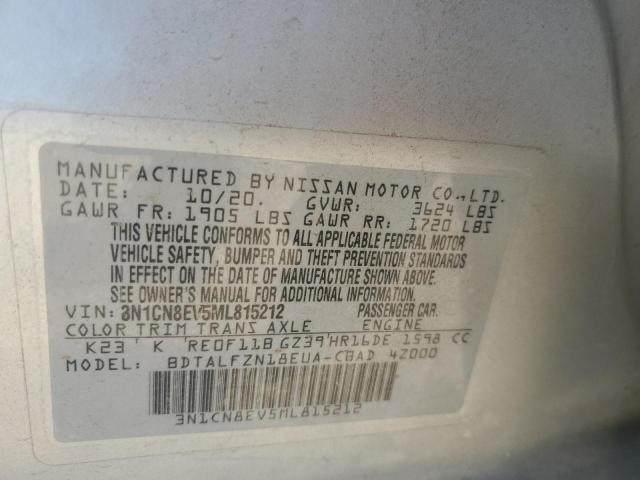 MANUFACTURED BY NISSAN MOTOR CO.,LTD.
DATE: 10/20. GVWR: 3624 LBS
GAWR FR: 1905 LBS GAWR RR: 1720 LBS
THIS VEHICLE CONFORMS TO ALL APPLICABLE FEDERAL MOTOR
VEHICLE SAFETY, BUMPER AND THEFT PREVENTION STANDARDS
IN EFFECT ON THE DATE OF MANUFACTURE SHOWN ABOVE.
SEE OWNER'S MANUAL FOR ADDITIONAL INFORMATION.
VIN: 3N1CN8EV5ML815212 PASSENGER CAR.
COLOR TRIM TRANS AXLE ENGINE
K23 K RE0F11B GZ39 HR16DE 1598 CC
MODEL: BDTALFZN18EUA-CBAD 4Z000
3N1CN8EV5ML815212